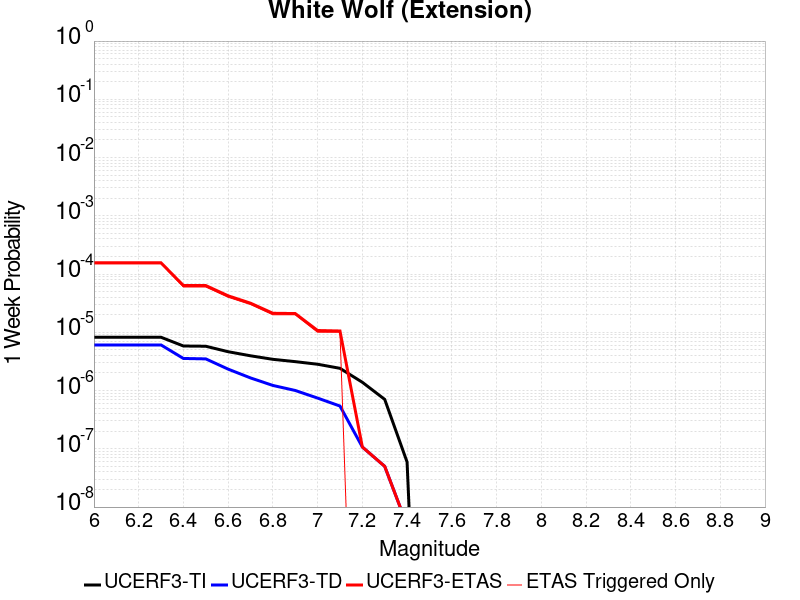 White Wolf (Extension)
10^0
10^-1
10^-2
10^-3
10^-4
10^-5
10^-6
10^-7
10^-8
1 Week Probability
6 6.2 6.4 6.6 6.8 7 7.2 7.4 7.6 7.8 8 8.2 8.4 8.6 8.8 9
Magnitude
UCERF3-TI UCERF3-TD UCERF3-ETAS ETAS Triggered Only